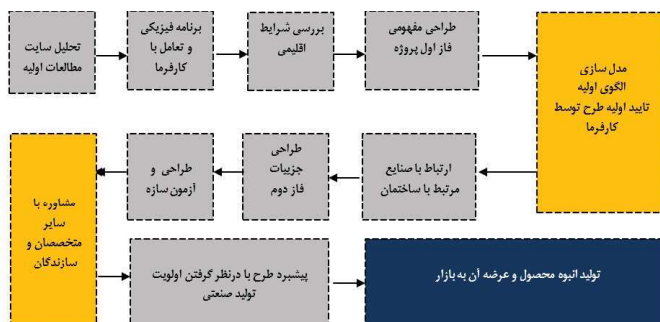 تحلیل سایت
مطالعات اولیه
برنامه فیزیکی
و تعامل با
کارفرما
بررسی شرایط
اقلیمی
طراحی مفهومی
فاز اول پروژه
مدل سازی
الگوی اولیه
تایید اولیه طرح توسط
کارفرما
ارتباط با صنایع
مرتبط با ساختمان
طراحی
جزییات
فاز دوم
طراحی و
آزمون سازه
مشاوره با
سایر
متخصصان و
سازندگان
پیشبرد طرح با درنظر گرفتن اولویت
تولید صنعتی
تولید انبوه محصول و عرضه آن به بازار